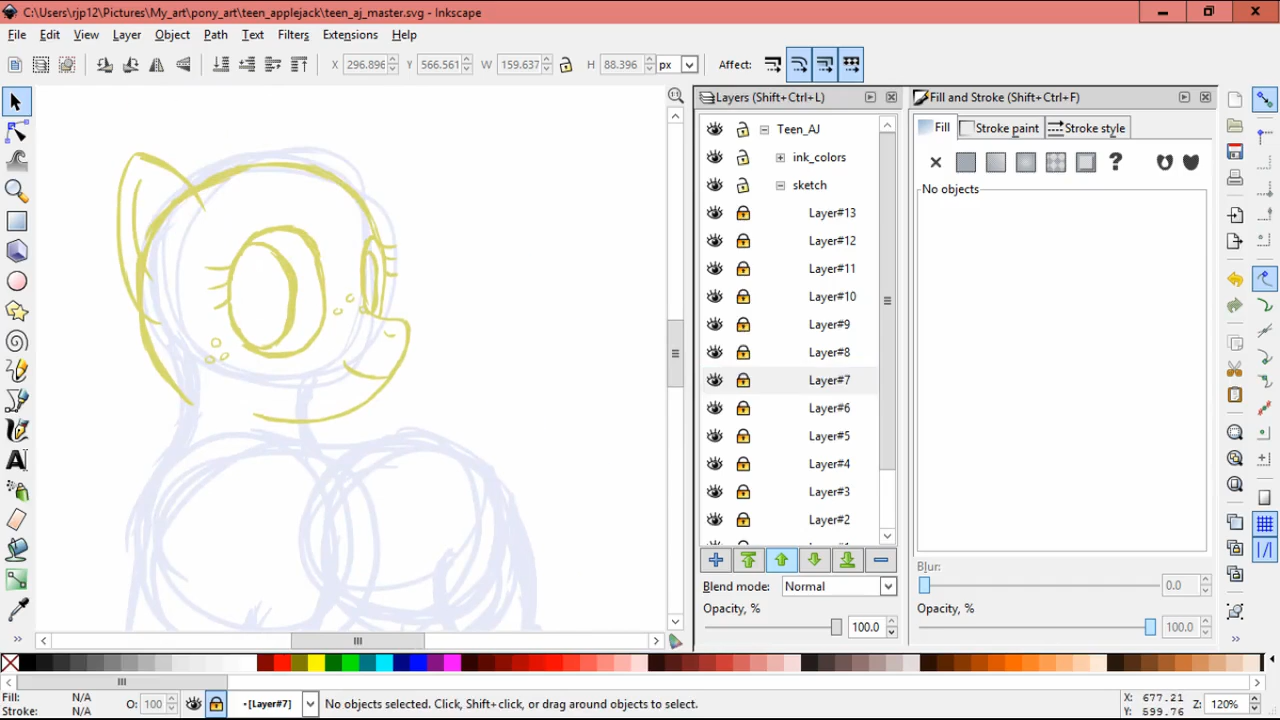 C:\Users\rjp12\Pictures\My_art\pony_art\teen_applejack\teen_aj_master.svg - Inkscape
File Edit View Layer Object Path Text Filters Extensions Help
X 296.896 Y 566.561 W 159.637 H 88.396 px Affect:
Layers (Shift+Ctrl+L)
Fill and Stroke (Shift+Ctrl+F)
Teen_AJ
ink_colors
sketch
Layer#13
Layer#12
Layer#11
Layer#10
Layer#9
Layer#8
Layer#7
Layer#6
Layer#5
Layer#4
Layer#3
Layer#2
Blend mode: Normal
Opacity, %
100.0
Fill Stroke paint Stroke style
?
No objects
Blur:
0.0
Opacity, %
100.0
Fill: N/A
Stroke: N/A
O: 100
[Layer#7]
No objects selected. Click, Shift+click, or drag around objects to select.
X: 677.21
Y: 599.76
Z: 120%